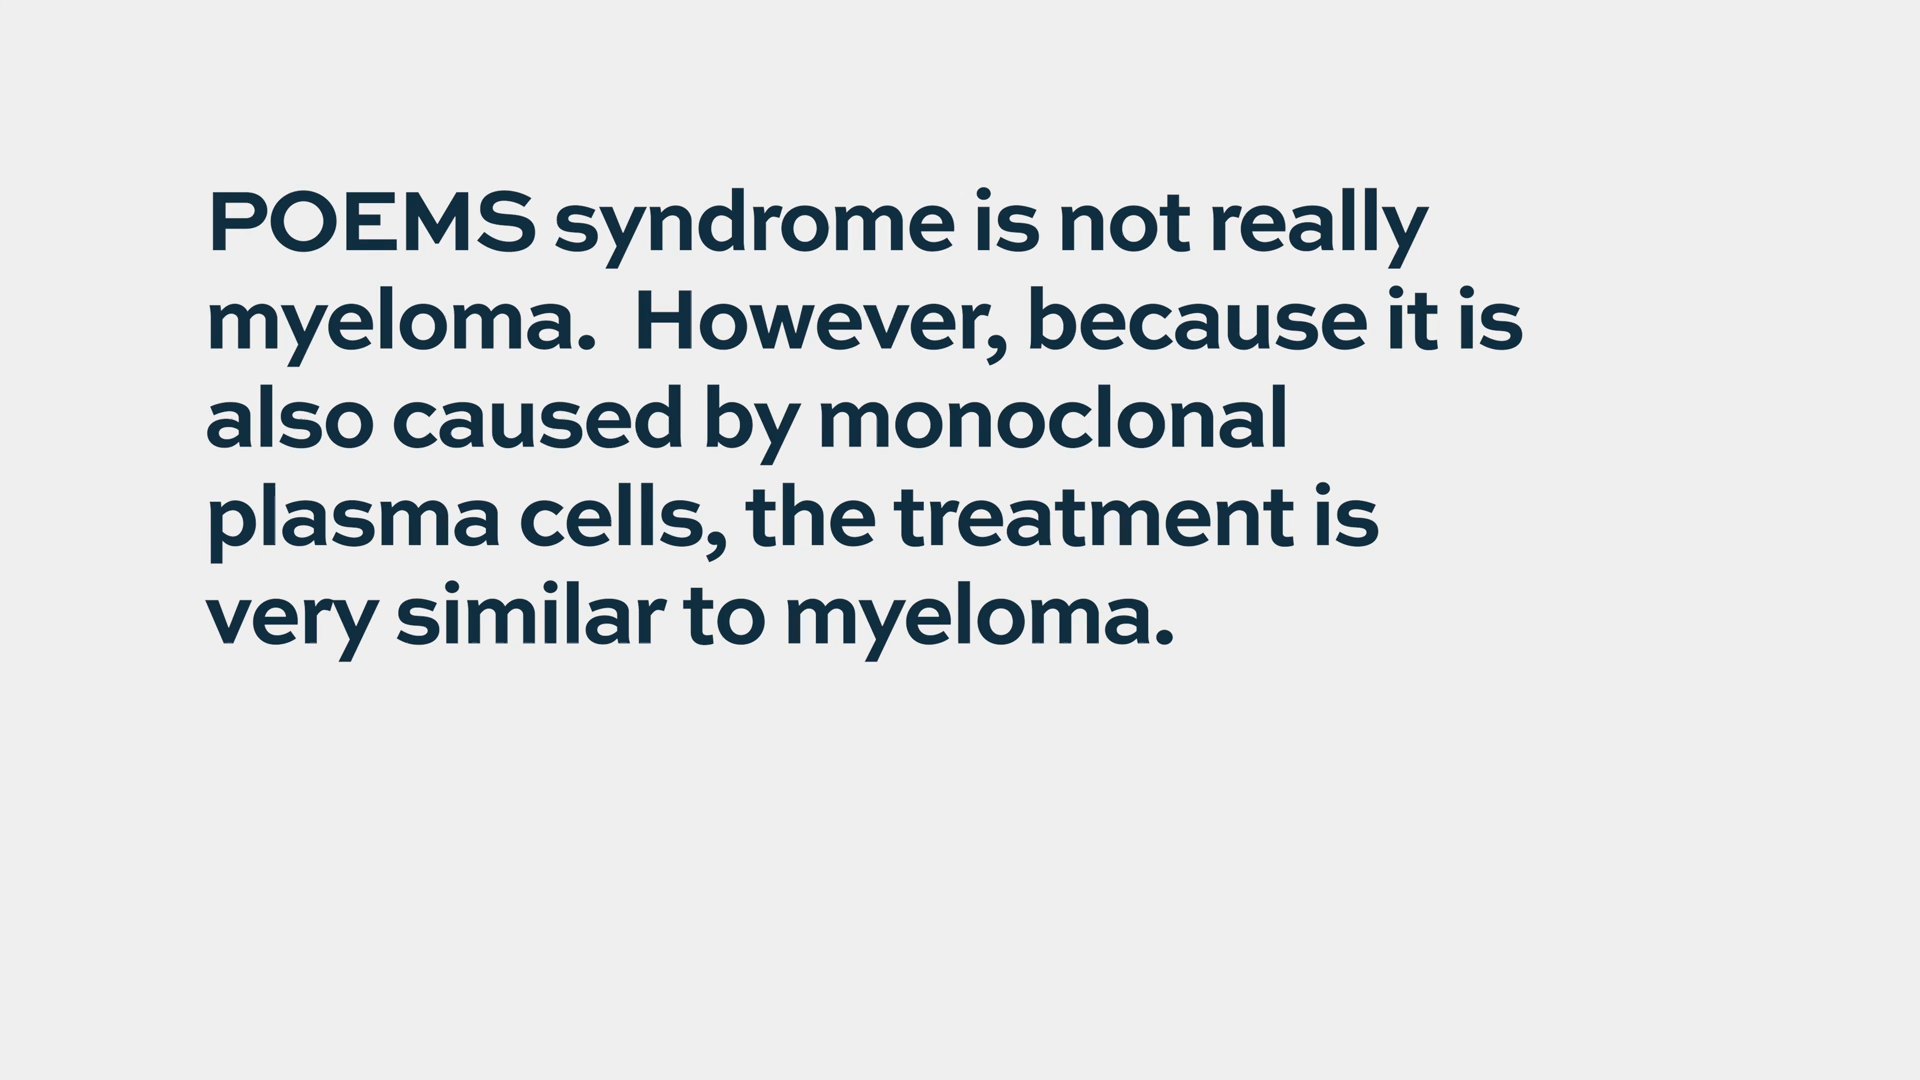 POEMS syndrome is not really
myeloma.  However, because it is
also caused by monoclonal
plasma cells, the treatment is
very similar to myeloma.